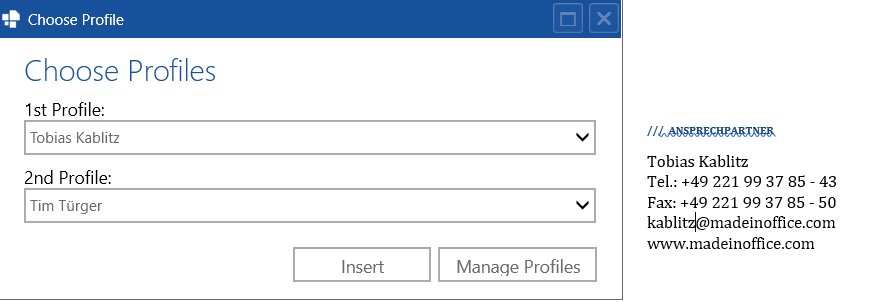 Choose Profile
Choose Profiles
1st Profile:
Tobias Kablitz
2nd Profile:
Tim Türger
Insert
Manage Profiles
/// ANSPRECHPARTNER
Tobias Kablitz
Tel.: +49 221 99 37 85 - 43
Fax: +49 221 99 37 85 - 50
kablitz@madeinoffice.com
www.madeinoffice.com